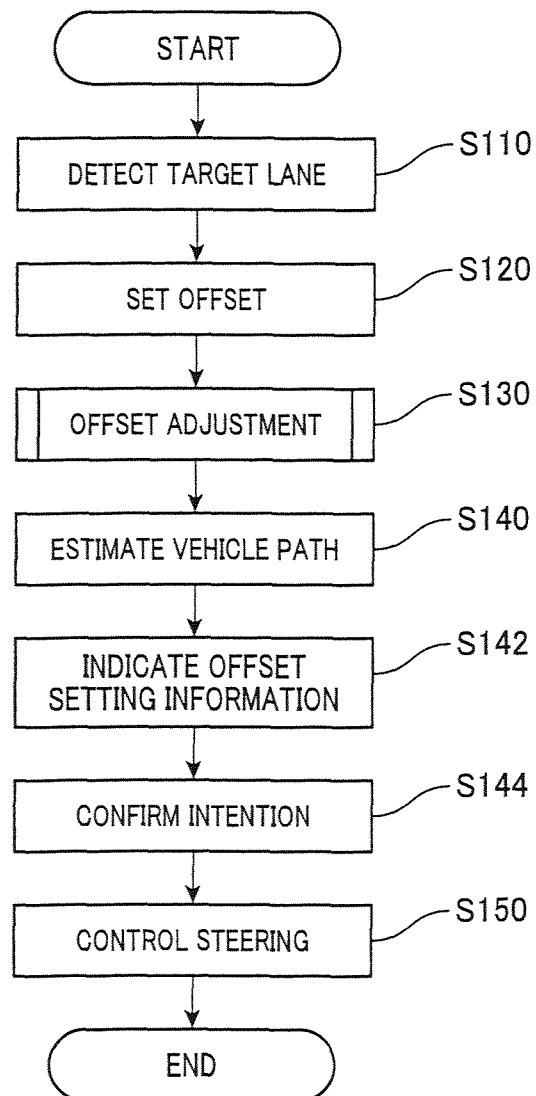 START
DETECT TARGET LANE
S110
SET OFFSET
S120
OFFSET ADJUSTMENT
S130
ESTIMATE VEHICLE PATH
S140
INDICATE OFFSET
SETTING INFORMATION
S142
CONFIRM INTENTION
S144
CONTROL STEERING
S150
END